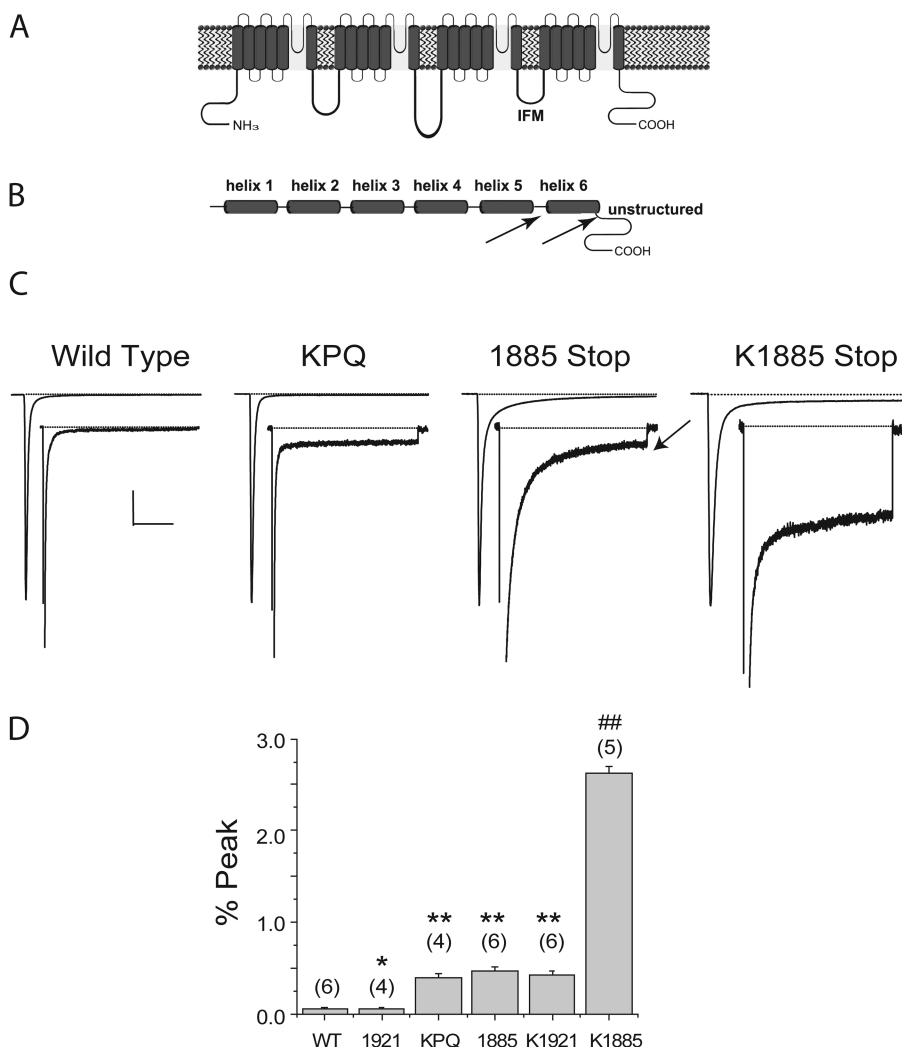 A
NH₃
IFM
COOH
B
helix 1 helix 2 helix 3 helix 4 helix 5 helix 6
unstructured
COOH
C
Wild Type KPQ 1885 Stop K1885 Stop
D
% Peak
3.0
2.0
1.0
0.0
(6)
*
(4)
**
(4)
**
(6)
**
(6)
##
(5)
WT 1921 KPQ 1885 K1921 K1885